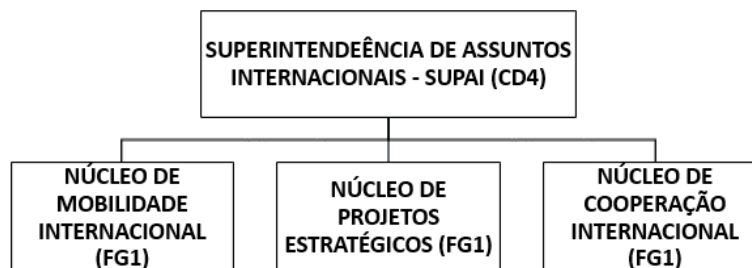 SUPERINTENDEÊNCIA DE ASSUNTOS
INTERNACIONAIS - SUPAI (CD4)
NÚCLEO DE
MOBILIDADE
INTERNACIONAL
(FG1)
NÚCLEO DE
PROJETOS
ESTRATÉGICOS (FG1)
NÚCLEO DE
COOPERAÇÃO
INTERNACIONAL
(FG1)